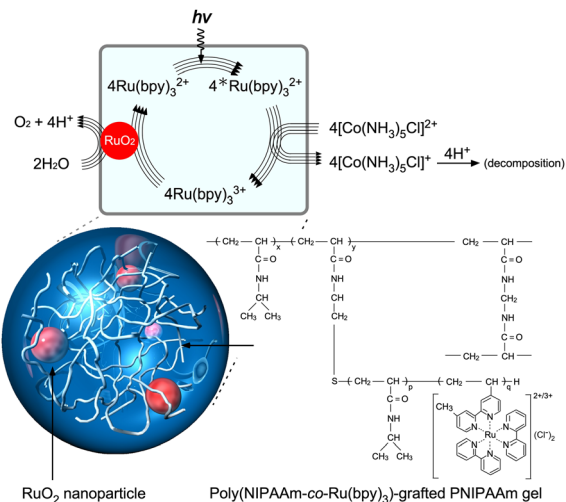 hν
4Ru(bpy)₃²⁺ 4*Ru(bpy)₃²⁺
O₂ + 4H⁺
RuO₂
2H₂O
4[Co(NH₃)₅Cl]²⁺
4[Co(NH₃)₅Cl]⁺ 4H⁺ (decomposition)
4Ru(bpy)₃³⁺
(CH₂ CH)x (CH₂ CH)y CH₂ CH
C=O C=O C=O
NH NH NH
CH CH₂ CH₂
CH₃ CH₃ CH₂ NH
C=O
CH₂ CH
S (CH₂ CH)p (CH₂ CH)q H
C=O
NH
CH
CH₃ CH₃
CH₃
N N
N Ru N
N N
2+/3+
(Cl⁻)₂
RuO₂ nanoparticle
Poly(NIPAAm-co-Ru(bpy)₃)-grafted PNIPAAm gel